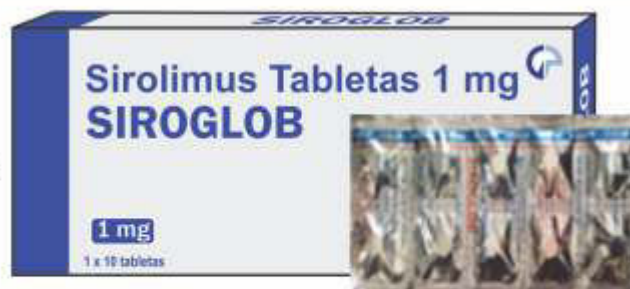 SIROGLOB
Sirolimus Tabletas 1 mg
SIROGLOB
1 mg
1 x 10 tabletas